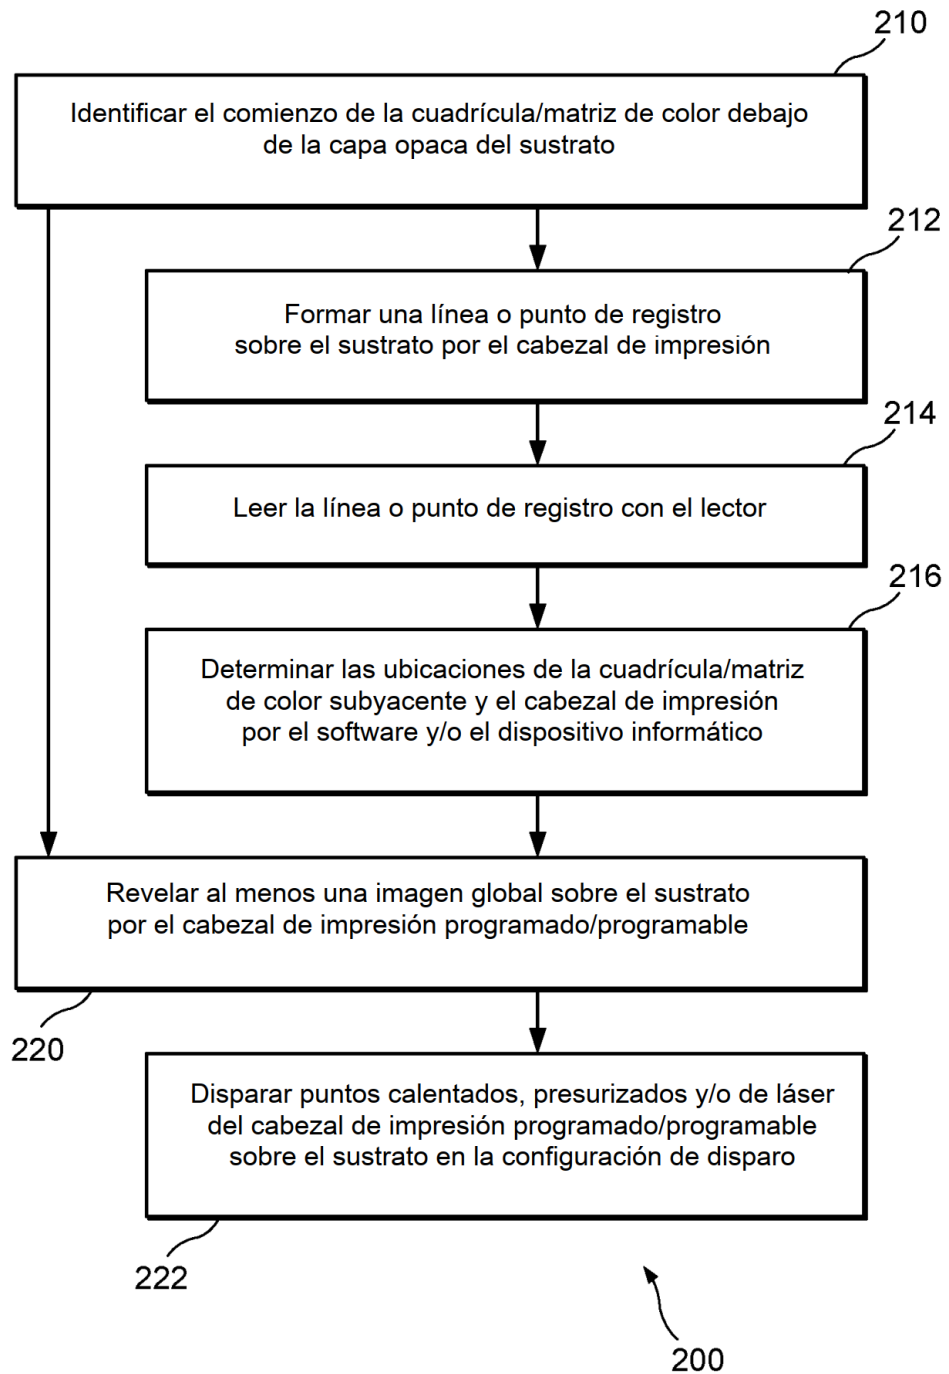 210
Identificar el comienzo de la cuadrícula/matriz de color debajo
de la capa opaca del sustrato
212
Formar una línea o punto de registro
sobre el sustrato por el cabezal de impresión
214
Leer la línea o punto de registro con el lector
216
Determinar las ubicaciones de la cuadrícula/matriz
de color subyacente y el cabezal de impresión
por el software y/o el dispositivo informático
Revelar al menos una imagen global sobre el sustrato
por el cabezal de impresión programado/programable
220
Disparar puntos calentados, presurizados y/o de láser
del cabezal de impresión programado/programable
sobre el sustrato en la configuración de disparo
222
200